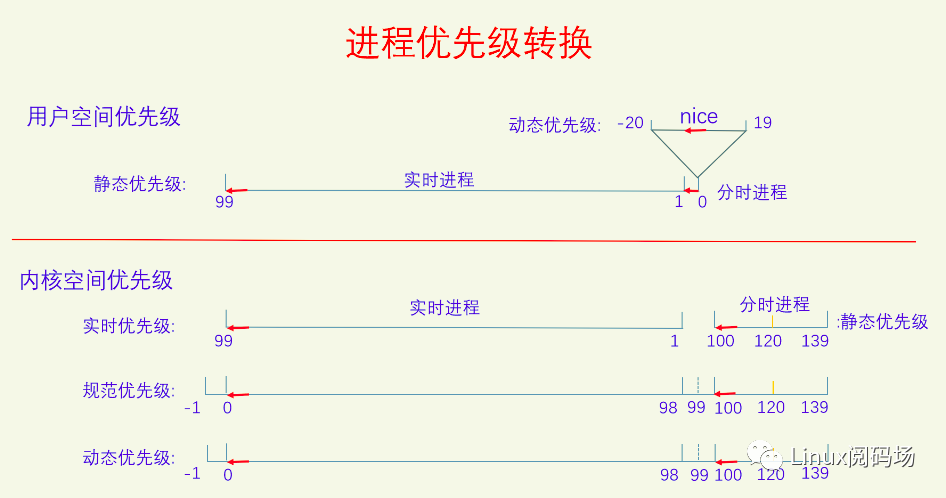 进程优先级转换
用户空间优先级
动态优先级: -20 nice 19
静态优先级: 实时进程 分时进程
99 1 0
内核空间优先级
实时进程 分时进程
实时优先级: :静态优先级
99 1 100 120 139
规范优先级:
-1 0 98 99 100 120 139
动态优先级:
-1 0 98 99 100 120 139
Linux阅码场